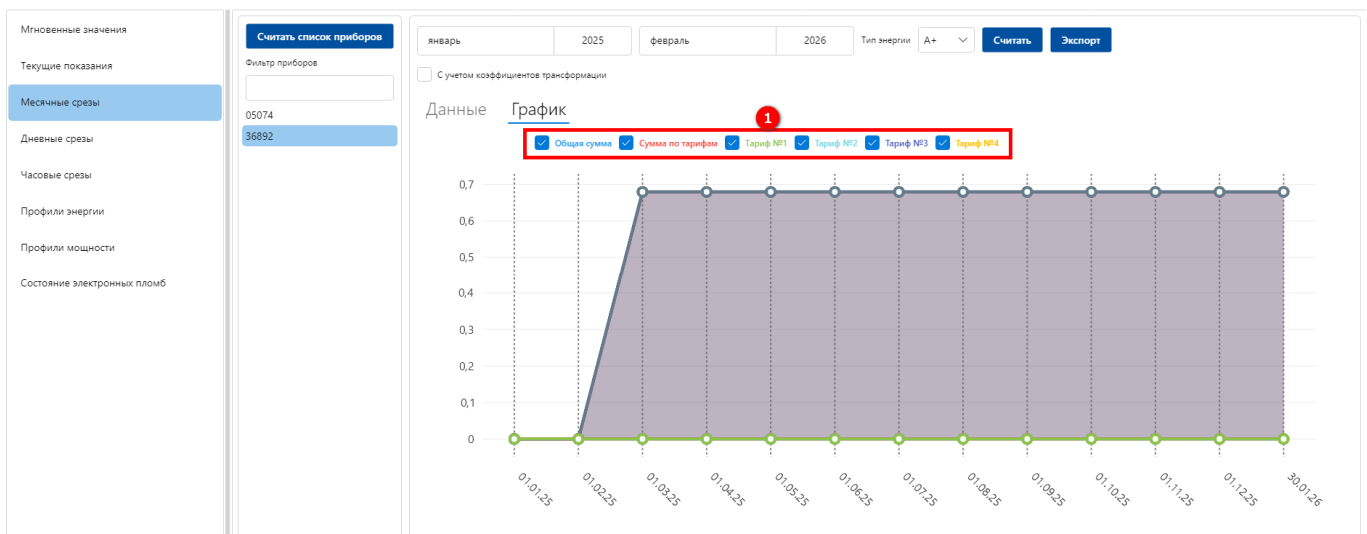 Мгновенные значения
Текущие показания
Месячные срезы
Дневные срезы
Часовые срезы
Профили энергии
Профили мощности
Состояние электронных пломб
Считать список приборов
Фильтр приборов
05074
36892
январь 2025 февраль 2026 Тип энергии A+ Считать Экспорт
С учетом коэффициентов трансформации
Данные График
1
Общая сумма Сумма по тарифам Тариф №1 Тариф №2 Тариф №3 Тариф №4
0,7
0,6
0,5
0,4
0,3
0,2
0,1
0
01.01.25 01.02.25 01.03.25 01.04.25 01.05.25 01.06.25 01.07.25 01.08.25 01.09.25 01.10.25 01.11.25 01.12.25 30.01.26